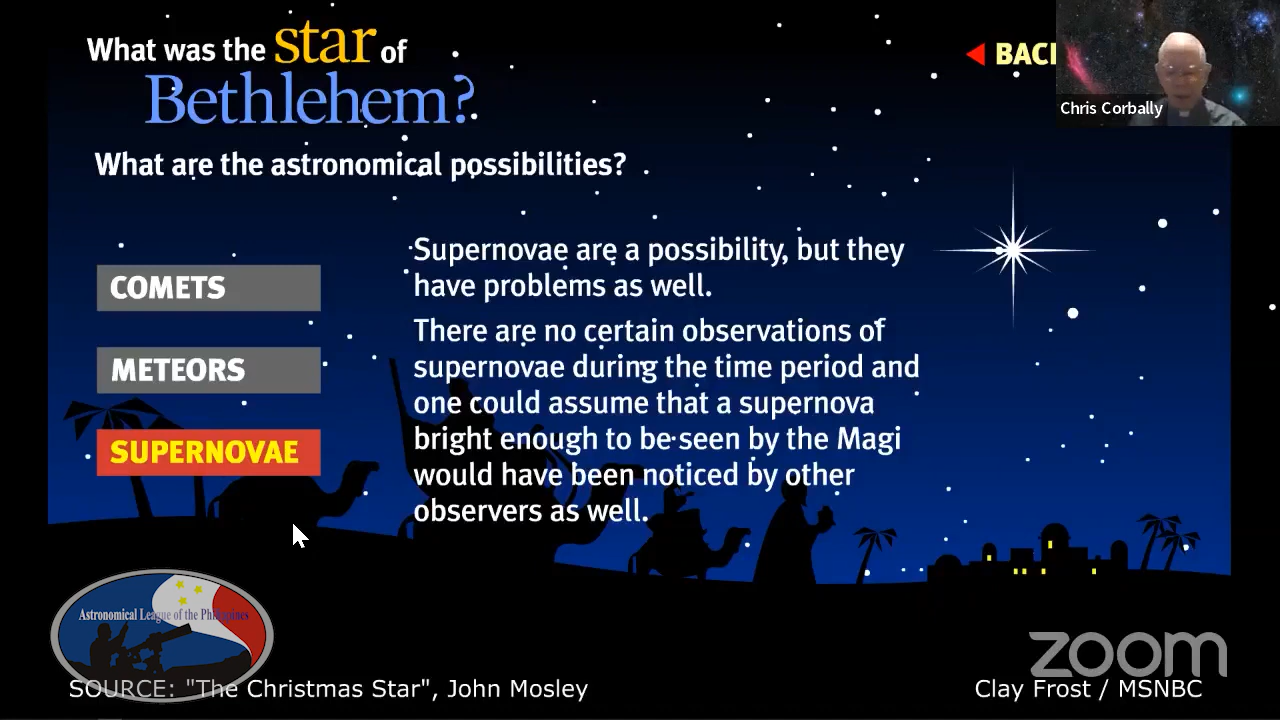 What was the star of
Bethlehem?
BAC
Chris Corbally
What are the astronomical possibilities?
COMETS
METEORS
SUPERNOVAE
Supernovae are a possibility, but they
have problems as well.
There are no certain observations of
supernovae during the time period and
one could assume that a supernova
bright enough to be seen by the Magi
would have been noticed by other
observers as well.
Astronomical League of the Philippines
zoom
SOURCE: "The Christmas Star", John Mosley
Clay Frost / MSNBC